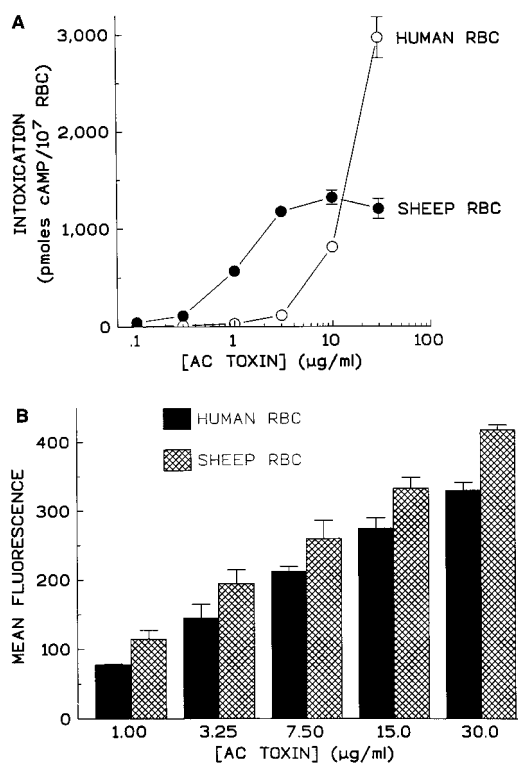 A
3,000
2,000
1,000
0
INTOXICATION
(pmoles cAMP/10⁷ RBC)
HUMAN RBC
SHEEP RBC
.1
1
10
100
[AC TOXIN] (µg/ml)
B
HUMAN RBC
SHEEP RBC
400
300
200
100
0
MEAN FLUORESCENCE
1.00
3.25
7.50
15.0
30.0
[AC TOXIN] (µg/ml)